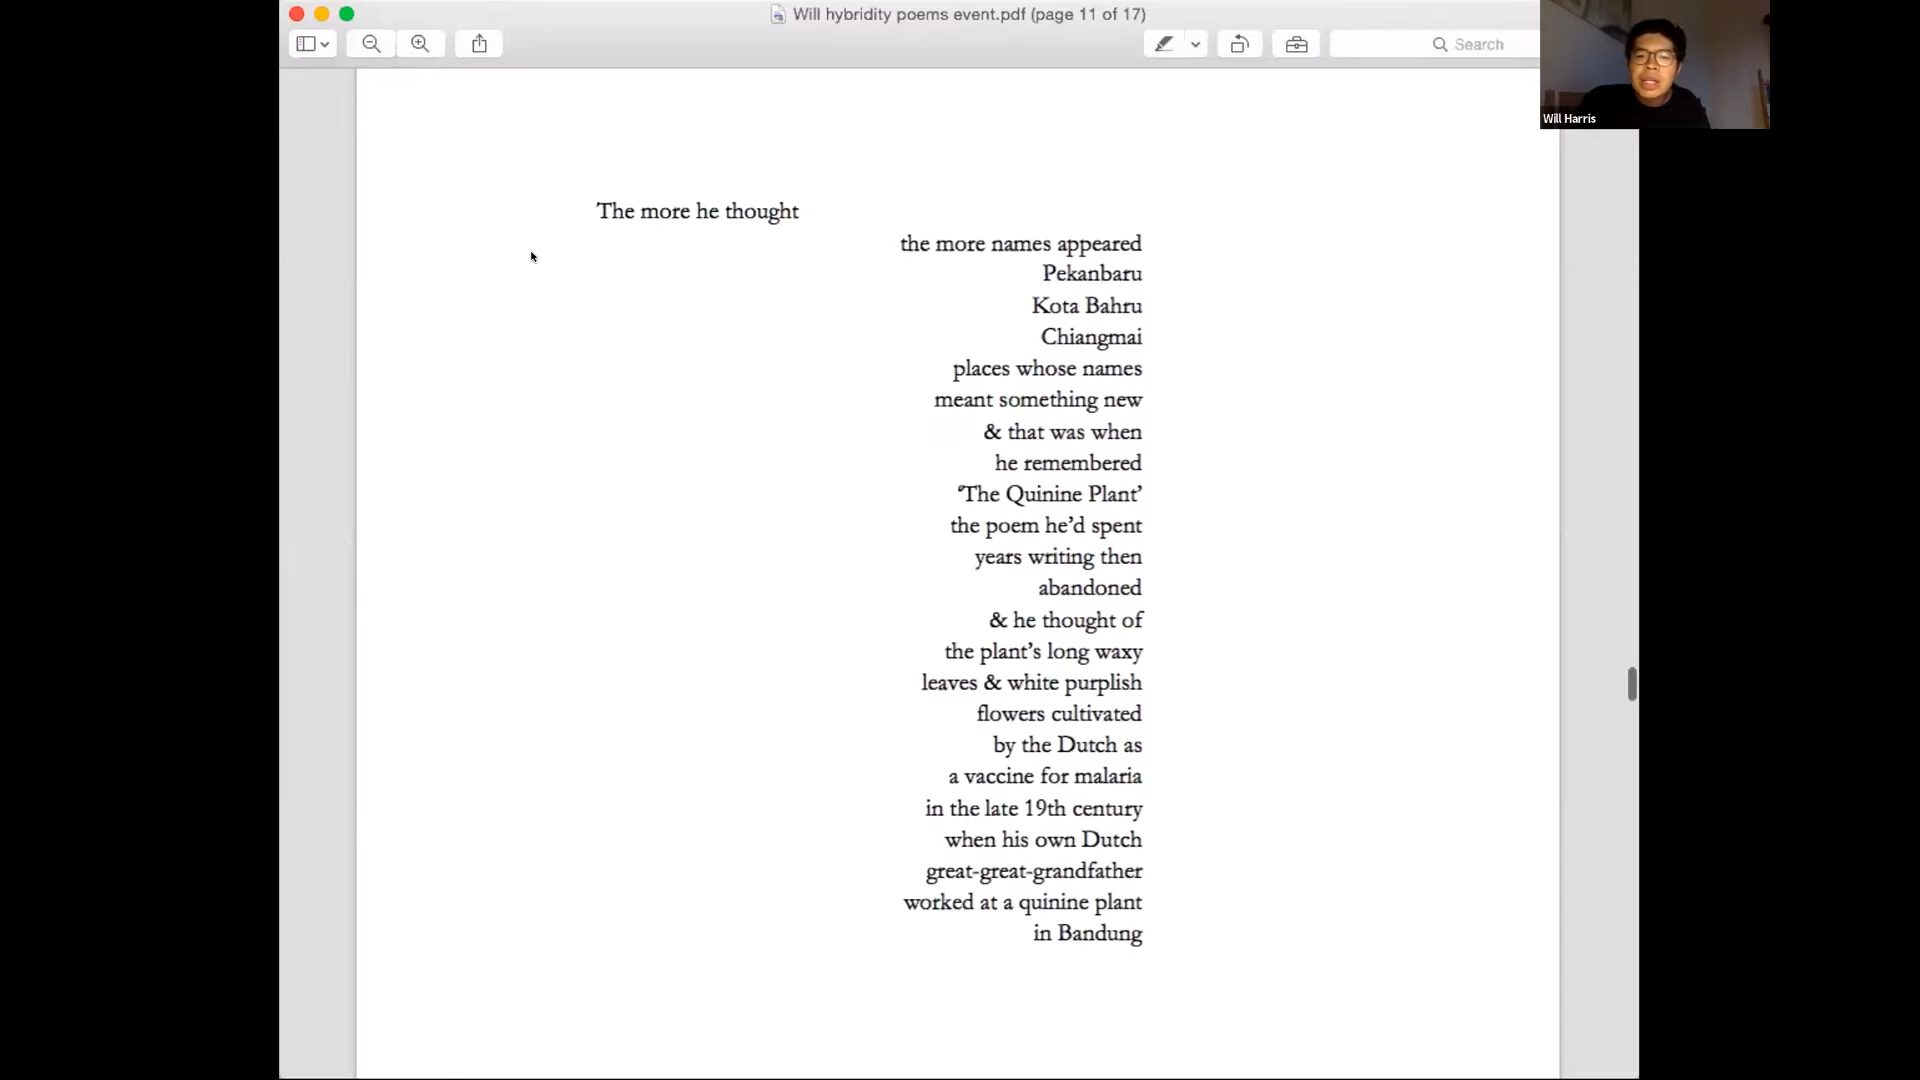 Will hybridity poems event.pdf (page 11 of 17)
Search
Will Harris
The more he thought
the more names appeared
Pekanbaru
Kota Bahru
Chiangmai
places whose names
meant something new
& that was when
he remembered
‘The Quinine Plant’
the poem he’d spent
years writing then
abandoned
& he thought of
the plant’s long waxy
leaves & white purplish
flowers cultivated
by the Dutch as
a vaccine for malaria
in the late 19th century
when his own Dutch
great-great-grandfather
worked at a quinine plant
in Bandung